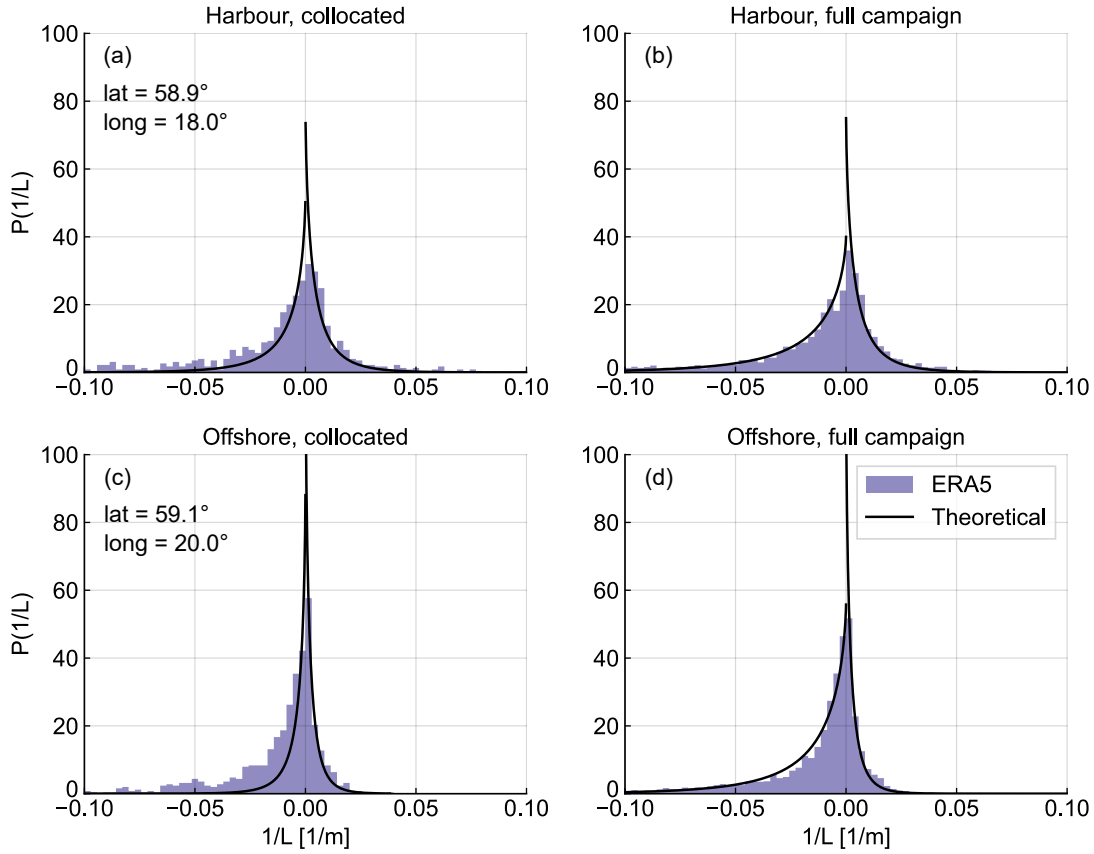 Harbour, collocated
(a)
lat = 58.9°
long = 18.0°
P(1/L)
100
80
60
40
20
0
−0.10
−0.05
0.00
0.05
0.10
Harbour, full campaign
(b)
100
80
60
40
20
0
−0.10
−0.05
0.00
0.05
0.10
Offshore, collocated
(c)
lat = 59.1°
long = 20.0°
P(1/L)
100
80
60
40
20
0
−0.10
−0.05
0.00
0.05
0.10
1/L [1/m]
Offshore, full campaign
(d)
ERA5
Theoretical
100
80
60
40
20
0
−0.10
−0.05
0.00
0.05
0.10
1/L [1/m]